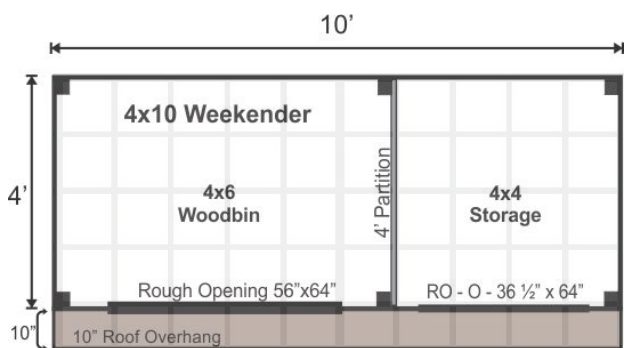 10’
4x10 Weekender
4’
4x6
Woodbin
4’ Partition
4x4
Storage
Rough Opening 56”x64”
RO - O - 36 ½” x 64”
10”
10” Roof Overhang